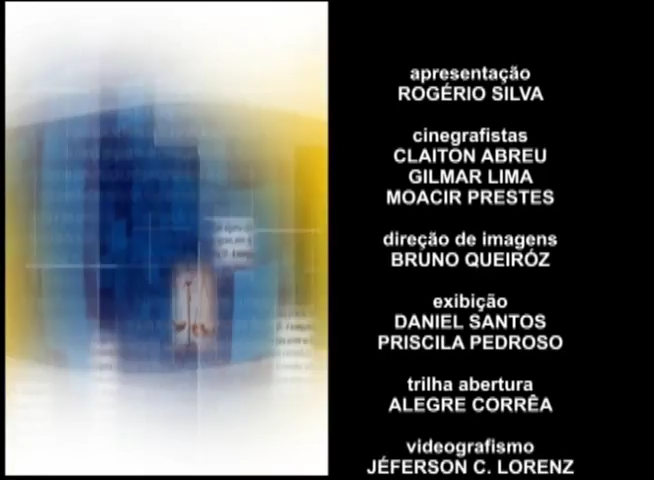 apresentação
ROGÉRIO SILVA
cinegrafistas
CLAITON ABREU
GILMAR LIMA
MOACIR PRESTES
direção de imagens
BRUNO QUEIRÓZ
exibição
DANIEL SANTOS
PRISCILA PEDROSO
trilha abertura
ALEGRE CORRÊA
videografismo
JÉFERSON C. LORENZ